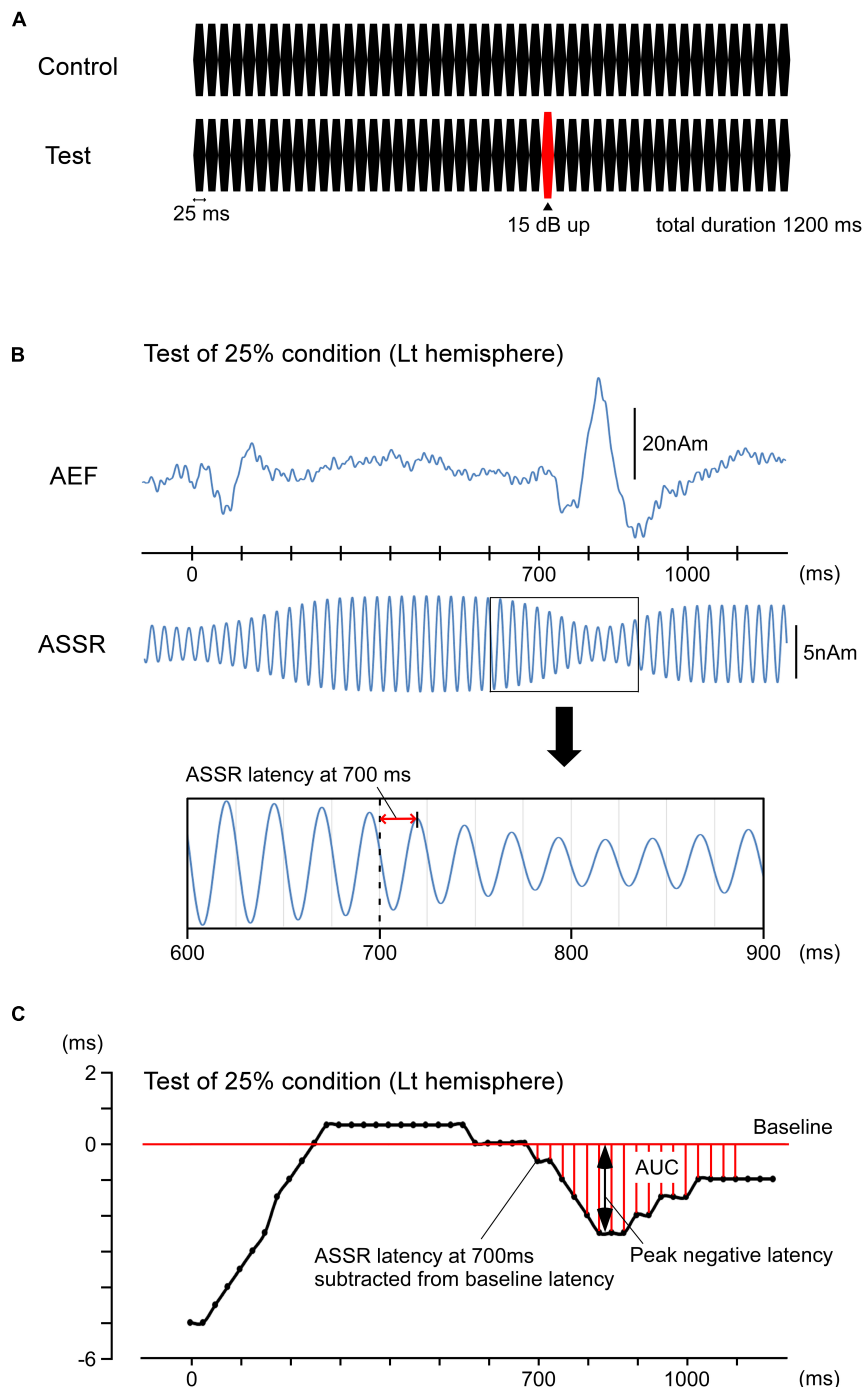 A
Control
Test
25 ms
15 dB up
total duration 1200 ms
B
Test of 25% condition (Lt hemisphere)
AEF
20nAm
0 700 1000 (ms)
ASSR
5nAm
ASSR latency at 700 ms
600 700 800 900 (ms)
C
(ms)
2
Test of 25% condition (Lt hemisphere)
Baseline
0
AUC
ASSR latency at 700ms
subtracted from baseline latency
Peak negative latency
-6
0 700 1000 (ms)